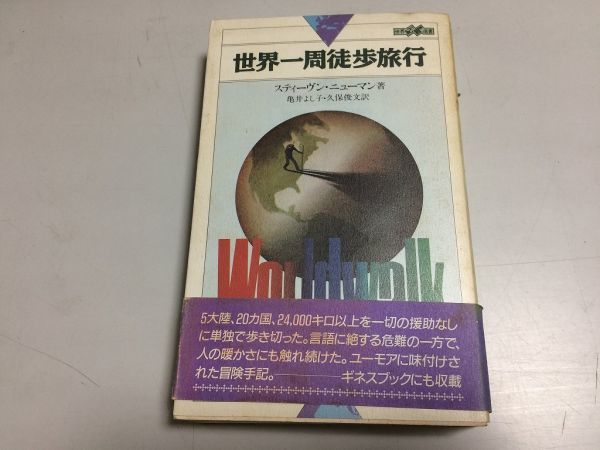 世界一周徒歩旅行
スティーヴン・ニューマン著
亀井よし子・久保俊文訳
Worldwalk
5大陸、20カ国、24,000キロ以上を一切の援助なし
に単独で歩き切った。言語に絶する危難の一方で、
人の暖かさにも触れ続けた。ユーモアに味付けさ
れた冒険手記。————ギネスブックにも収載